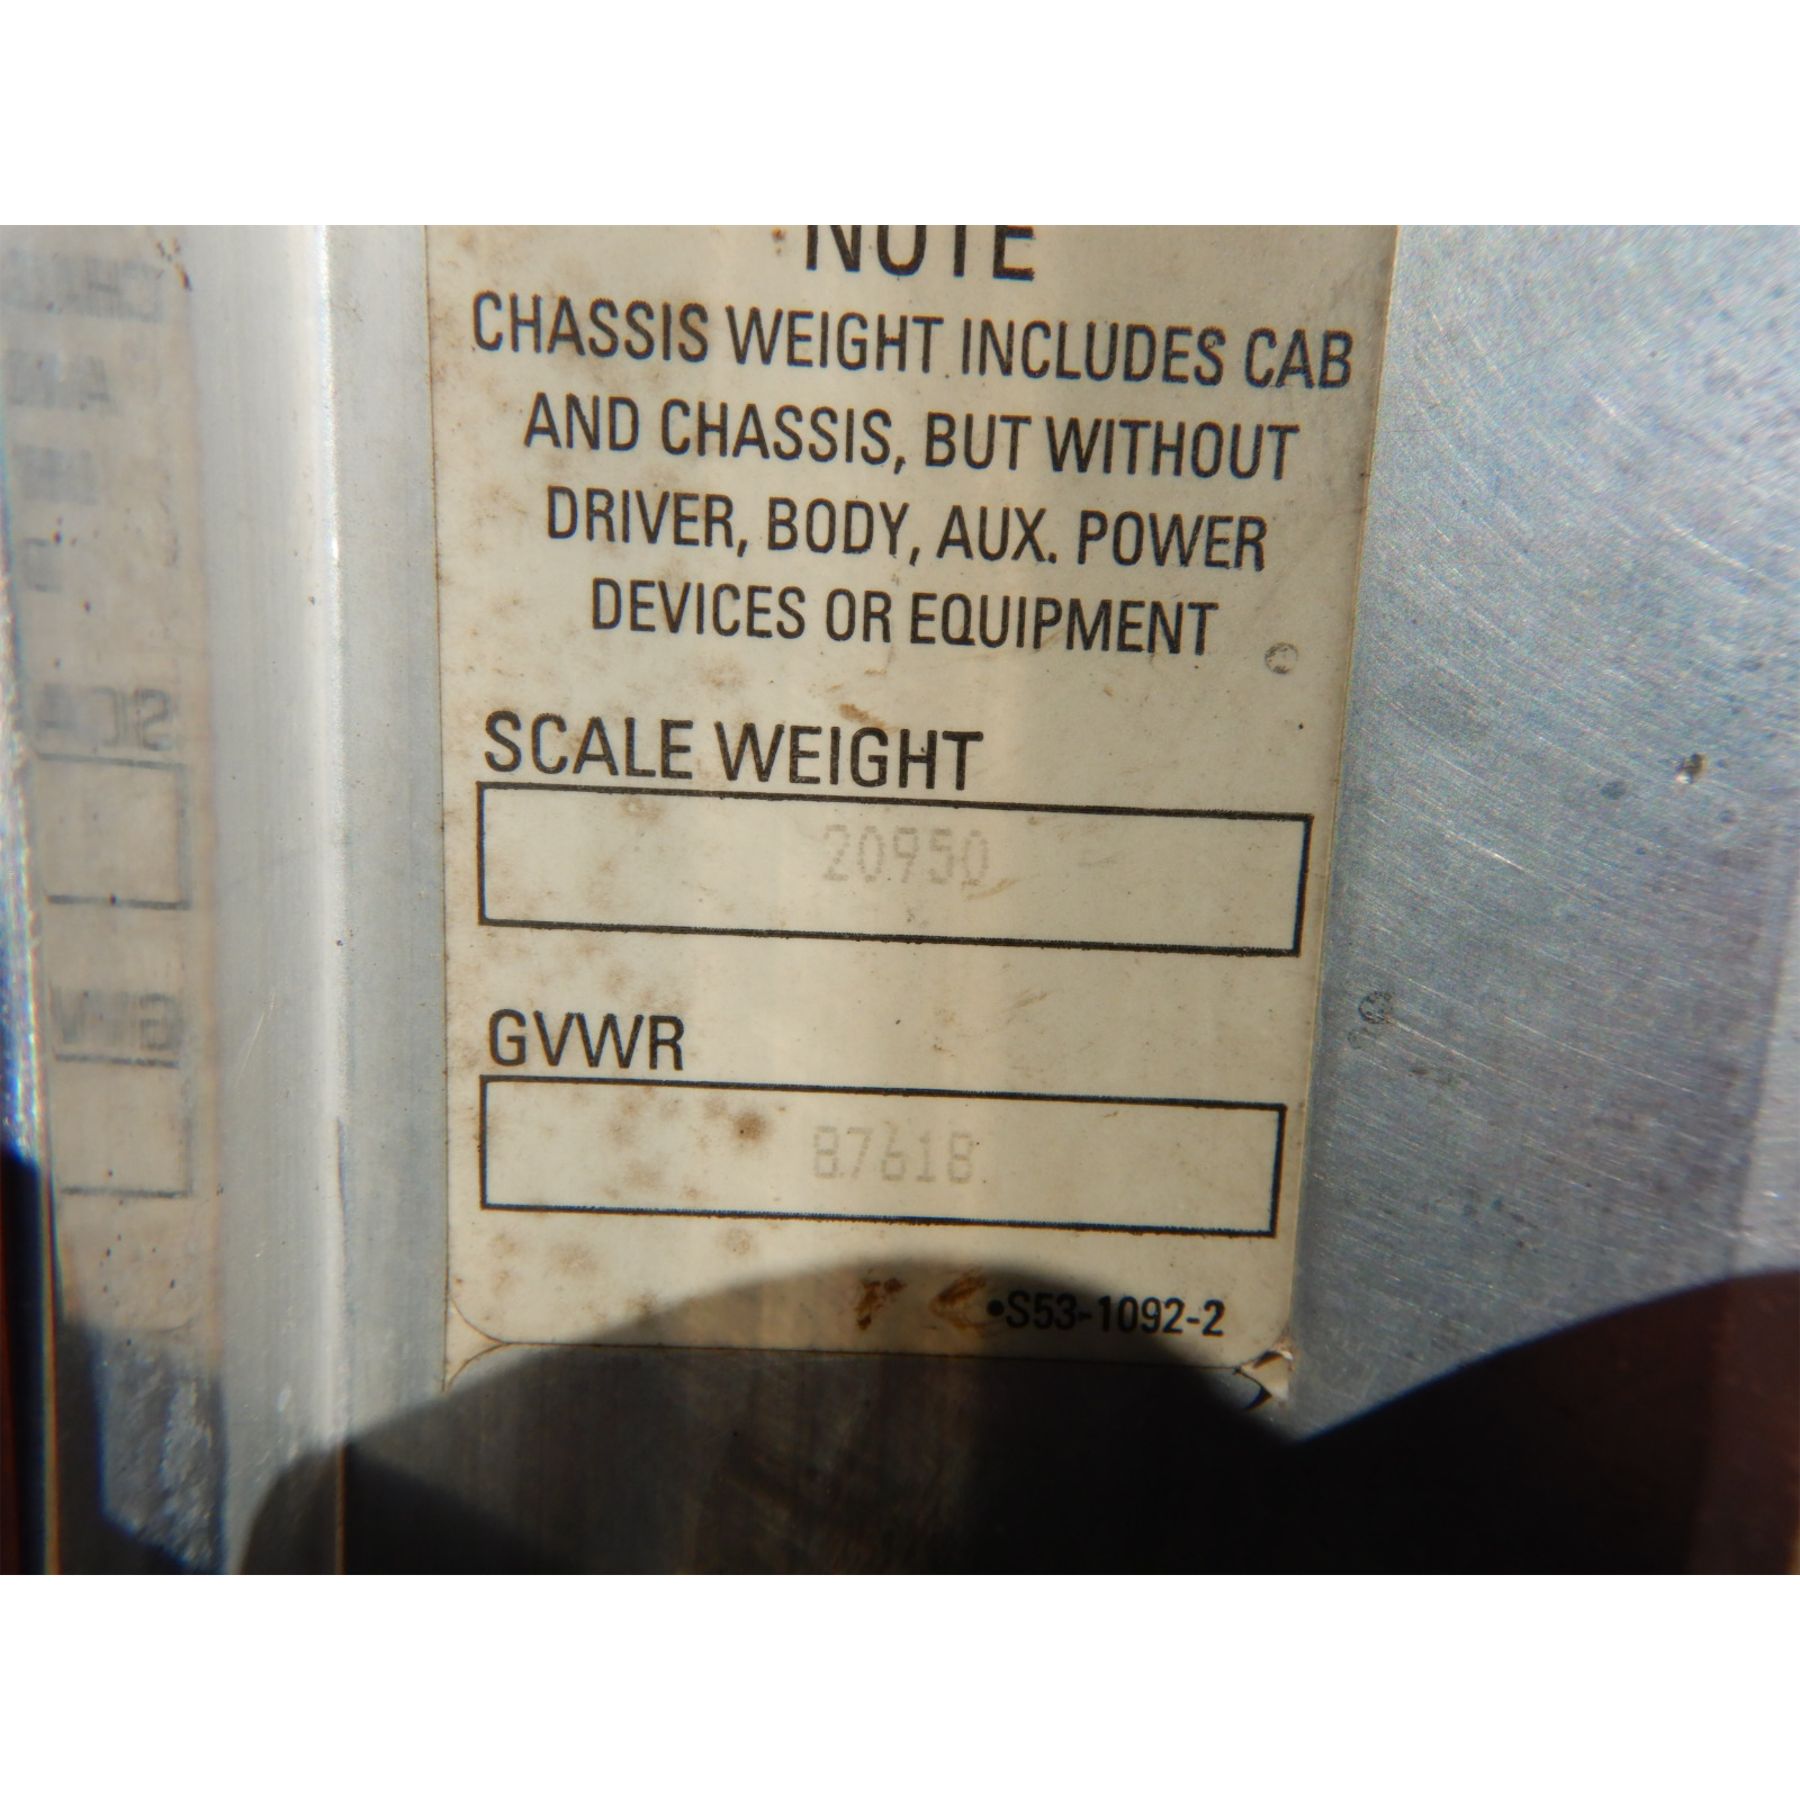 NOTE
CHASSIS WEIGHT INCLUDES CAB
AND CHASSIS, BUT WITHOUT
DRIVER, BODY, AUX. POWER
DEVICES OR EQUIPMENT
SCALE WEIGHT
20950
GVWR
87618
•S53-1092-2